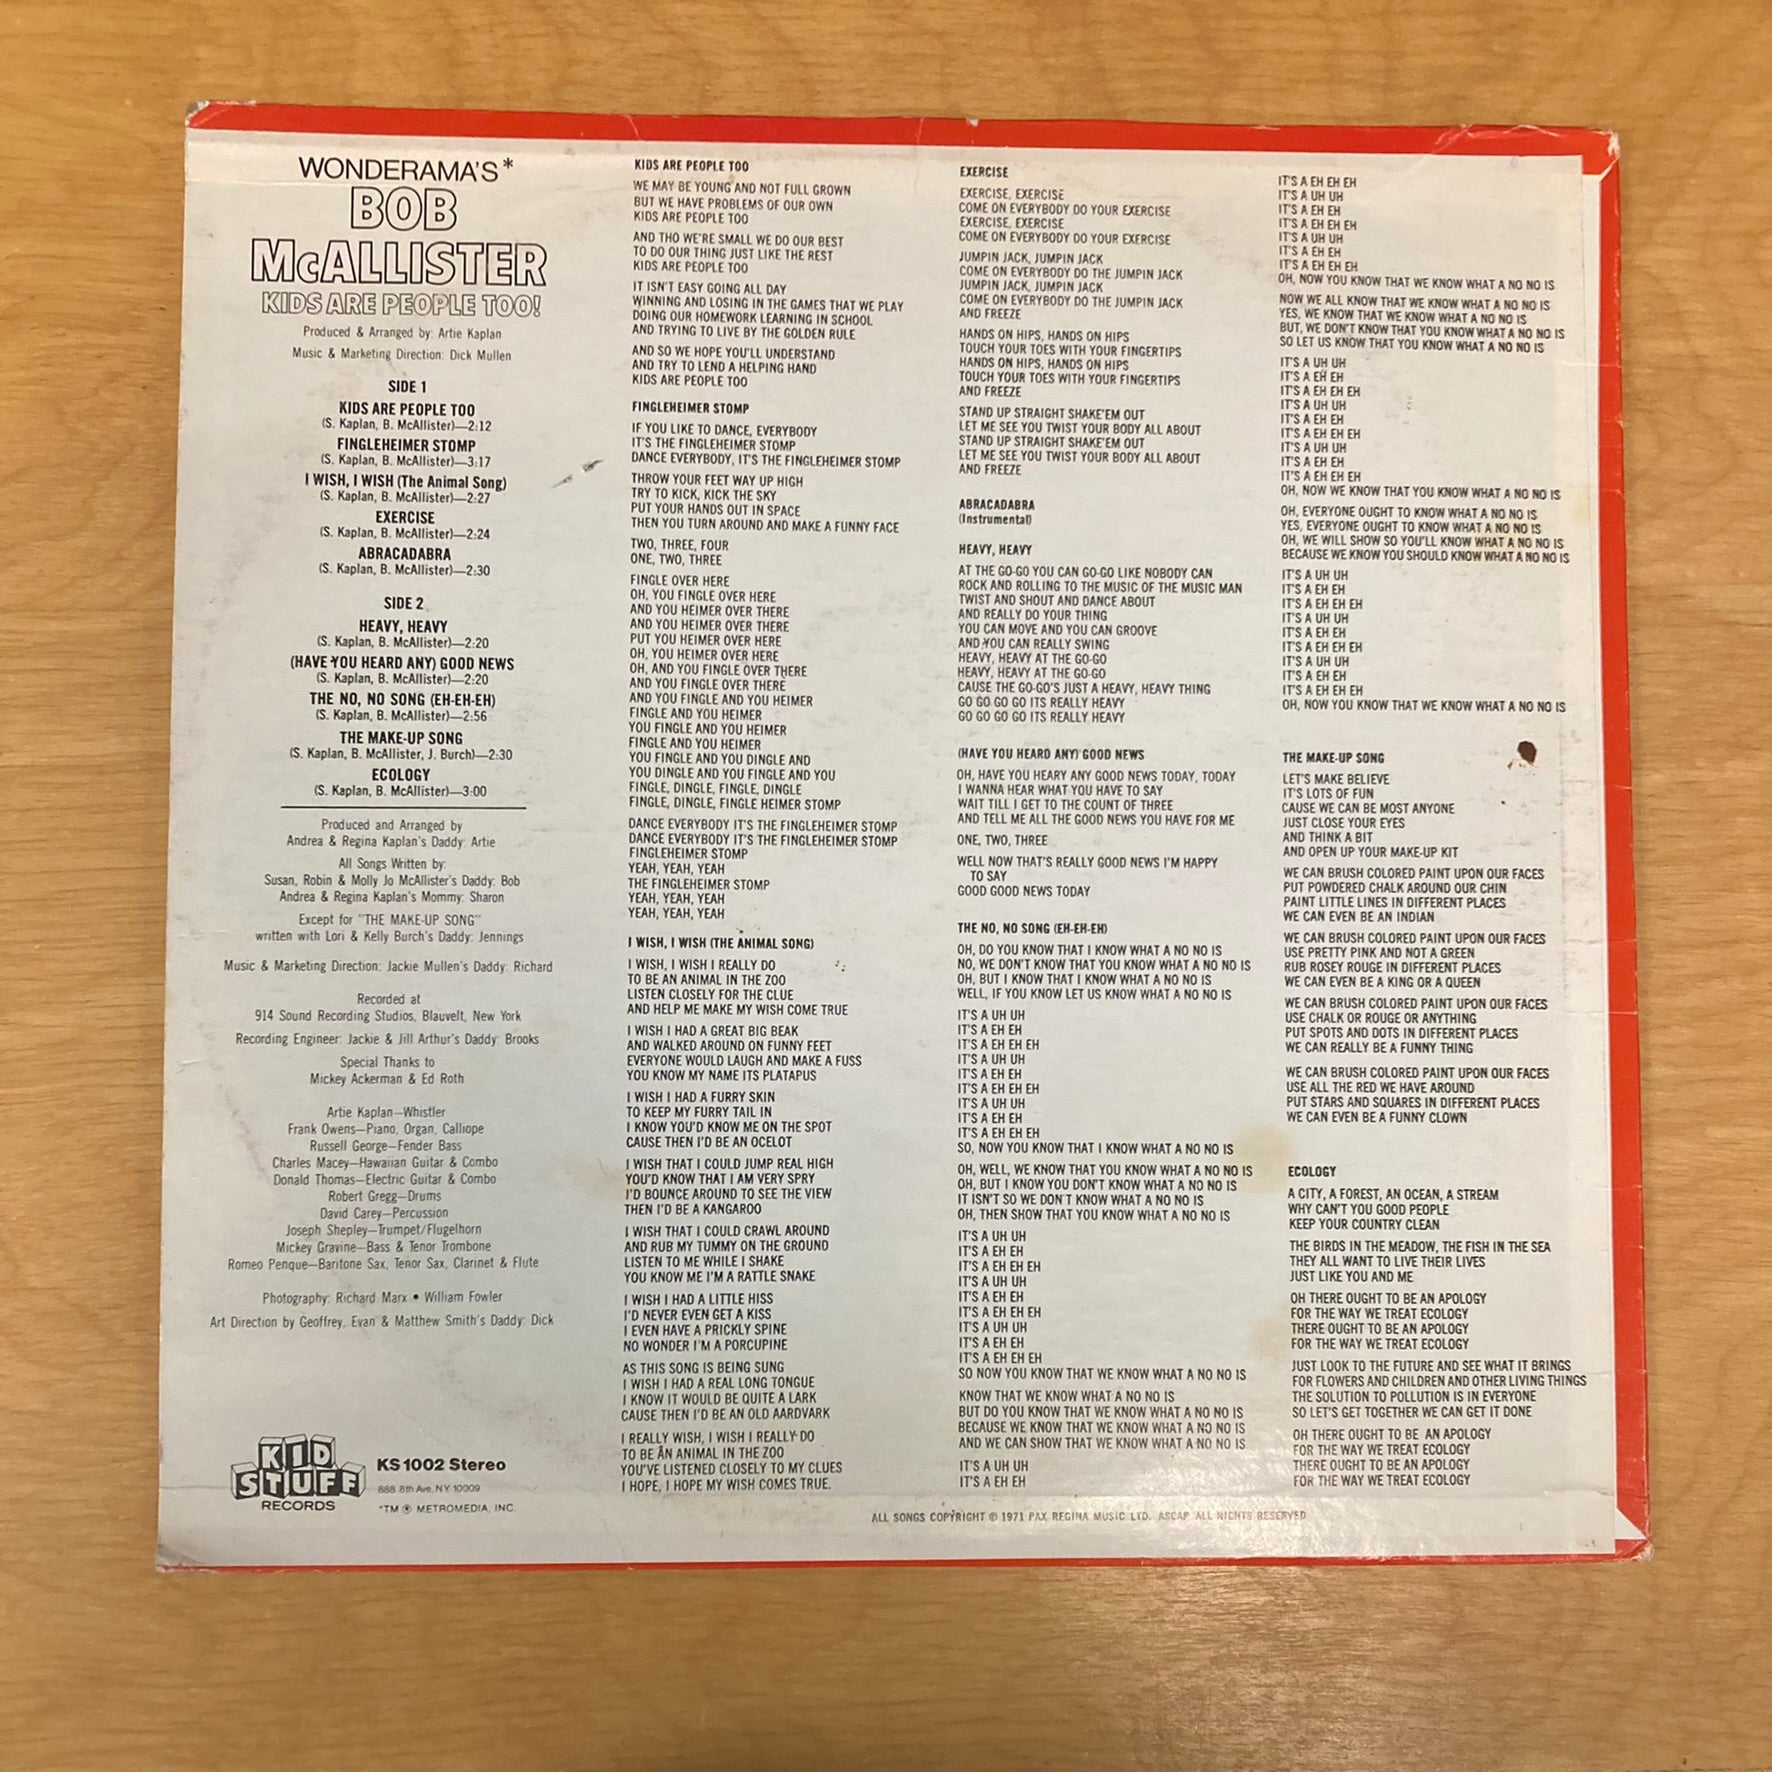 WONDERAMA'S*
BOB
McALLISTER
KIDS ARE PEOPLE TOO!
Produced & Arranged by: Artie Kaplan
Music & Marketing Direction: Dick Mullen
SIDE 1
KIDS ARE PEOPLE TOO
(S. Kaplan, B. McAllister)—2:12
FINGLEHEIMER STOMP
(S. Kaplan, B. McAllister)—3:17
I WISH, I WISH (The Animal Song)
(S. Kaplan, B. McAllister)—2:27
EXERCISE
(S. Kaplan, B. McAllister)—2:24
ABRACADABRA
(S. Kaplan, B. McAllister)—2:30
SIDE 2
HEAVY, HEAVY
(S. Kaplan, B. McAllister)—2:20
(HAVE YOU HEARD ANY) GOOD NEWS
(S. Kaplan, B. McAllister)—2:20
THE NO, NO SONG (EH-EH-EH)
(S. Kaplan, B. McAllister)—2:56
THE MAKE-UP SONG
(S. Kaplan, B. McAllister, J. Burch)—2:30
ECOLOGY
(S. Kaplan, B. McAllister)—3:00
Produced and Arranged by
Andrea & Regina Kaplan's Daddy: Artie
All Songs Written by:
Susan, Robin & Molly Jo McAllister's Daddy: Bob
Andrea & Regina Kaplan's Mommy: Sharon
Except for "THE MAKE-UP SONG"
written with Lori & Kelly Burch's Daddy: Jennings
Music & Marketing Direction: Jackie Mullen's Daddy: Richard
Recorded at
914 Sound Recording Studios, Blauvelt, New York
Recording Engineer: Jackie & Jill Arthur's Daddy: Brooks
Special Thanks to
Mickey Ackerman & Ed Roth
Artie Kaplan—Whistler
Frank Owens—Piano, Organ, Calliope
Russell George—Fender Bass
Charles Macey—Hawaiian Guitar & Combo
Donald Thomas—Electric Guitar & Combo
Robert Gregg—Drums
David Carey—Percussion
Joseph Shepley—Trumpet/Flugelhorn
Mickey Gravine—Bass & Tenor Trombone
Romeo Penque—Baritone Sax, Tenor Sax, Clarinet & Flute
Photography: Richard Marx • William Fowler
Art Direction by Geoffrey, Evan & Matthew Smith's Daddy: Dick
KID
STUFF
RECORDS
KS 1002 Stereo
888 8th Ave. NY 10009
*TM ® METROMEDIA, INC.
KIDS ARE PEOPLE TOO
WE MAY BE YOUNG AND NOT FULL GROWN
BUT WE HAVE PROBLEMS OF OUR OWN
KIDS ARE PEOPLE TOO
AND THO WE'RE SMALL WE DO OUR BEST
TO DO OUR THING JUST LIKE THE REST
KIDS ARE PEOPLE TOO
IT ISN'T EASY GOING ALL DAY
WINNING AND LOSING IN THE GAMES THAT WE PLAY
DOING OUR HOMEWORK LEARNING IN SCHOOL
AND TRYING TO LIVE BY THE GOLDEN RULE
AND SO WE HOPE YOU'LL UNDERSTAND
AND TRY TO LEND A HELPING HAND
KIDS ARE PEOPLE TOO
FINGLEHEIMER STOMP
IF YOU LIKE TO DANCE, EVERYBODY
IT'S THE FINGLEHEIMER STOMP
DANCE EVERYBODY, IT'S THE FINGLEHEIMER STOMP
THROW YOUR FEET WAY UP HIGH
TRY TO KICK, KICK THE SKY
PUT YOUR HANDS OUT IN SPACE
THEN YOU TURN AROUND AND MAKE A FUNNY FACE
TWO, THREE, FOUR
ONE, TWO, THREE
FINGLE OVER HERE
OH, YOU FINGLE OVER HERE
AND YOU HEIMER OVER THERE
AND YOU HEIMER OVER THERE
PUT YOU HEIMER OVER HERE
OH, YOU HEIMER OVER HERE
OH, AND YOU FINGLE OVER THERE
AND YOU FINGLE OVER THERE
AND YOU FINGLE AND YOU HEIMER
FINGLE AND YOU HEIMER
YOU FINGLE AND YOU HEIMER
FINGLE AND YOU HEIMER
YOU FINGLE AND YOU DINGLE AND
YOU DINGLE AND YOU FINGLE AND YOU
FINGLE, DINGLE, FINGLE, DINGLE
FINGLE, DINGLE, FINGLE HEIMER STOMP
DANCE EVERYBODY IT'S THE FINGLEHEIMER STOMP
DANCE EVERYBODY IT'S THE FINGLEHEIMER STOMP
FINGLEHEIMER STOMP
YEAH, YEAH, YEAH
THE FINGLEHEIMER STOMP
YEAH, YEAH, YEAH
YEAH, YEAH, YEAH
I WISH, I WISH (THE ANIMAL SONG)
I WISH, I WISH I REALLY DO
TO BE AN ANIMAL IN THE ZOO
LISTEN CLOSELY FOR THE CLUE
AND HELP ME MAKE MY WISH COME TRUE
I WISH I HAD A GREAT BIG BEAK
AND WALKED AROUND ON FUNNY FEET
EVERYONE WOULD LAUGH AND MAKE A FUSS
YOU KNOW MY NAME ITS PLATAPUS
I WISH I HAD A FURRY SKIN
TO KEEP MY FURRY TAIL IN
I KNOW YOU'D KNOW ME ON THE SPOT
CAUSE THEN I'D BE AN OCELOT
I WISH THAT I COULD JUMP REAL HIGH
YOU'D KNOW THAT I AM VERY SPRY
I'D BOUNCE AROUND TO SEE THE VIEW
THEN I'D BE A KANGAROO
I WISH THAT I COULD CRAWL AROUND
AND RUB MY TUMMY ON THE GROUND
LISTEN TO ME WHILE I SHAKE
YOU KNOW ME I'M A RATTLE SNAKE
I WISH I HAD A LITTLE HISS
I'D NEVER EVEN GET A KISS
I EVEN HAVE A PRICKLY SPINE
NO WONDER I'M A PORCUPINE
AS THIS SONG IS BEING SUNG
I WISH I HAD A REAL LONG TONGUE
I KNOW IT WOULD BE QUITE A LARK
CAUSE THEN I'D BE AN OLD AARDVARK
I REALLY WISH, I WISH I REALLY DO
TO BE AN ANIMAL IN THE ZOO
YOU'VE LISTENED CLOSELY TO MY CLUES
I HOPE, I HOPE MY WISH COMES TRUE.
EXERCISE
EXERCISE, EXERCISE
COME ON EVERYBODY DO YOUR EXERCISE
EXERCISE, EXERCISE
COME ON EVERYBODY DO YOUR EXERCISE
JUMPIN JACK, JUMPIN JACK
COME ON EVERYBODY DO THE JUMPIN JACK
JUMPIN JACK, JUMPIN JACK
COME ON EVERYBODY DO THE JUMPIN JACK
AND FREEZE
HANDS ON HIPS, HANDS ON HIPS
TOUCH YOUR TOES WITH YOUR FINGERTIPS
HANDS ON HIPS, HANDS ON HIPS
TOUCH YOUR TOES WITH YOUR FINGERTIPS
AND FREEZE
STAND UP STRAIGHT SHAKE'EM OUT
LET ME SEE YOU TWIST YOUR BODY ALL ABOUT
STAND UP STRAIGHT SHAKE'EM OUT
LET ME SEE YOU TWIST YOUR BODY ALL ABOUT
AND FREEZE
ABRACADABRA
(Instrumental)
HEAVY, HEAVY
AT THE GO-GO YOU CAN GO-GO LIKE NOBODY CAN
ROCK AND ROLLING TO THE MUSIC OF THE MUSIC MAN
TWIST AND SHOUT AND DANCE ABOUT
AND REALLY DO YOUR THING
YOU CAN MOVE AND YOU CAN GROOVE
AND YOU CAN REALLY SWING
HEAVY, HEAVY AT THE GO-GO
HEAVY, HEAVY AT THE GO-GO
CAUSE THE GO-GO'S JUST A HEAVY, HEAVY THING
GO GO GO GO ITS REALLY HEAVY
GO GO GO GO ITS REALLY HEAVY
(HAVE YOU HEARD ANY) GOOD NEWS
OH, HAVE YOU HEARY ANY GOOD NEWS TODAY, TODAY
I WANNA HEAR WHAT YOU HAVE TO SAY
WAIT TILL I GET TO THE COUNT OF THREE
AND TELL ME ALL THE GOOD NEWS YOU HAVE FOR ME
ONE, TWO, THREE
WELL NOW THAT'S REALLY GOOD NEWS I'M HAPPY
TO SAY
GOOD GOOD NEWS TODAY
THE NO, NO SONG (EH-EH-EH)
OH, DO YOU KNOW THAT I KNOW WHAT A NO NO IS
NO, WE DON'T KNOW THAT YOU KNOW WHAT A NO NO IS
OH, BUT I KNOW THAT I KNOW WHAT A NO NO IS
WELL, IF YOU KNOW LET US KNOW WHAT A NO NO IS
IT'S A UH UH
IT'S A EH EH
IT'S A EH EH EH
IT'S A UH UH
IT'S A EH EH
IT'S A EH EH EH
IT'S A UH UH
IT'S A EH EH
IT'S A EH EH EH
SO, NOW YOU KNOW THAT I KNOW WHAT A NO NO IS
OH, WELL, WE KNOW THAT YOU KNOW WHAT A NO NO IS
OH, BUT I KNOW YOU DON'T KNOW WHAT A NO NO IS
IT ISN'T SO WE DON'T KNOW WHAT A NO NO IS
OH, THEN SHOW THAT YOU KNOW WHAT A NO NO IS
IT'S A UH UH
IT'S A EH EH
IT'S A EH EH EH
IT'S A UH UH
IT'S A EH EH
IT'S A EH EH EH
IT'S A UH UH
IT'S A EH EH
IT'S A EH EH EH
SO NOW YOU KNOW THAT WE KNOW WHAT A NO NO IS
KNOW THAT WE KNOW WHAT A NO NO IS
BUT DO YOU KNOW THAT WE KNOW WHAT A NO NO IS
BECAUSE WE KNOW THAT WE KNOW WHAT A NO NO IS
AND WE CAN SHOW THAT WE KNOW WHAT A NO NO IS
IT'S A UH UH
IT'S A EH EH
IT'S A EH EH EH
IT'S A UH UH
IT'S A EH EH
IT'S A EH EH EH
IT'S A UH UH
IT'S A EH EH
IT'S A EH EH EH
OH, NOW YOU KNOW THAT WE KNOW WHAT A NO NO IS
NOW WE ALL KNOW THAT WE KNOW WHAT A NO NO IS
YES, WE KNOW THAT WE KNOW WHAT A NO NO IS
BUT, WE DON'T KNOW THAT YOU KNOW WHAT A NO NO IS
SO LET US KNOW THAT YOU KNOW WHAT A NO NO IS
IT'S A UH UH
IT'S A EH EH
IT'S A EH EH EH
IT'S A UH UH
IT'S A EH EH
IT'S A EH EH EH
IT'S A UH UH
IT'S A EH EH
IT'S A EH EH EH
OH, NOW WE KNOW THAT YOU KNOW WHAT A NO NO IS
OH, EVERYONE OUGHT TO KNOW WHAT A NO NO IS
YES, EVERYONE OUGHT TO KNOW WHAT A NO NO IS
OH, WE WILL SHOW SO YOU'LL KNOW WHAT A NO NO IS
BECAUSE WE KNOW YOU SHOULD KNOW WHAT A NO NO IS
IT'S A UH UH
IT'S A EH EH
IT'S A EH EH EH
IT'S A UH UH
IT'S A EH EH
IT'S A EH EH EH
IT'S A UH UH
IT'S A EH EH
IT'S A EH EH EH
OH, NOW YOU KNOW THAT WE KNOW WHAT A NO NO IS
THE MAKE-UP SONG
LET'S MAKE BELIEVE
IT'S LOTS OF FUN
CAUSE WE CAN BE MOST ANYONE
JUST CLOSE YOUR EYES
AND THINK A BIT
AND OPEN UP YOUR MAKE-UP KIT
WE CAN BRUSH COLORED PAINT UPON OUR FACES
PUT POWDERED CHALK AROUND OUR CHIN
PAINT LITTLE LINES IN DIFFERENT PLACES
WE CAN EVEN BE AN INDIAN
WE CAN BRUSH COLORED PAINT UPON OUR FACES
USE PRETTY PINK AND NOT A GREEN
RUB ROSEY ROUGE IN DIFFERENT PLACES
WE CAN EVEN BE A KING OR A QUEEN
WE CAN BRUSH COLORED PAINT UPON OUR FACES
USE CHALK OR ROUGE OR ANYTHING
PUT SPOTS AND DOTS IN DIFFERENT PLACES
WE CAN REALLY BE A FUNNY THING
WE CAN BRUSH COLORED PAINT UPON OUR FACES
USE ALL THE RED WE HAVE AROUND
PUT STARS AND SQUARES IN DIFFERENT PLACES
WE CAN EVEN BE A FUNNY CLOWN
ECOLOGY
A CITY, A FOREST, AN OCEAN, A STREAM
WHY CAN'T YOU GOOD PEOPLE
KEEP YOUR COUNTRY CLEAN
THE BIRDS IN THE MEADOW, THE FISH IN THE SEA
THEY ALL WANT TO LIVE THEIR LIVES
JUST LIKE YOU AND ME
OH THERE OUGHT TO BE AN APOLOGY
FOR THE WAY WE TREAT ECOLOGY
THERE OUGHT TO BE AN APOLOGY
FOR THE WAY WE TREAT ECOLOGY
JUST LOOK TO THE FUTURE AND SEE WHAT IT BRINGS
FOR FLOWERS AND CHILDREN AND OTHER LIVING THINGS
THE SOLUTION TO POLLUTION IS IN EVERYONE
SO LET'S GET TOGETHER WE CAN GET IT DONE
OH THERE OUGHT TO BE AN APOLOGY
FOR THE WAY WE TREAT ECOLOGY
THERE OUGHT TO BE AN APOLOGY
FOR THE WAY WE TREAT ECOLOGY
ALL SONGS COPYRIGHT © 1971 PAX REGINA MUSIC LTD. ASCAP ALL RIGHTS RESERVED